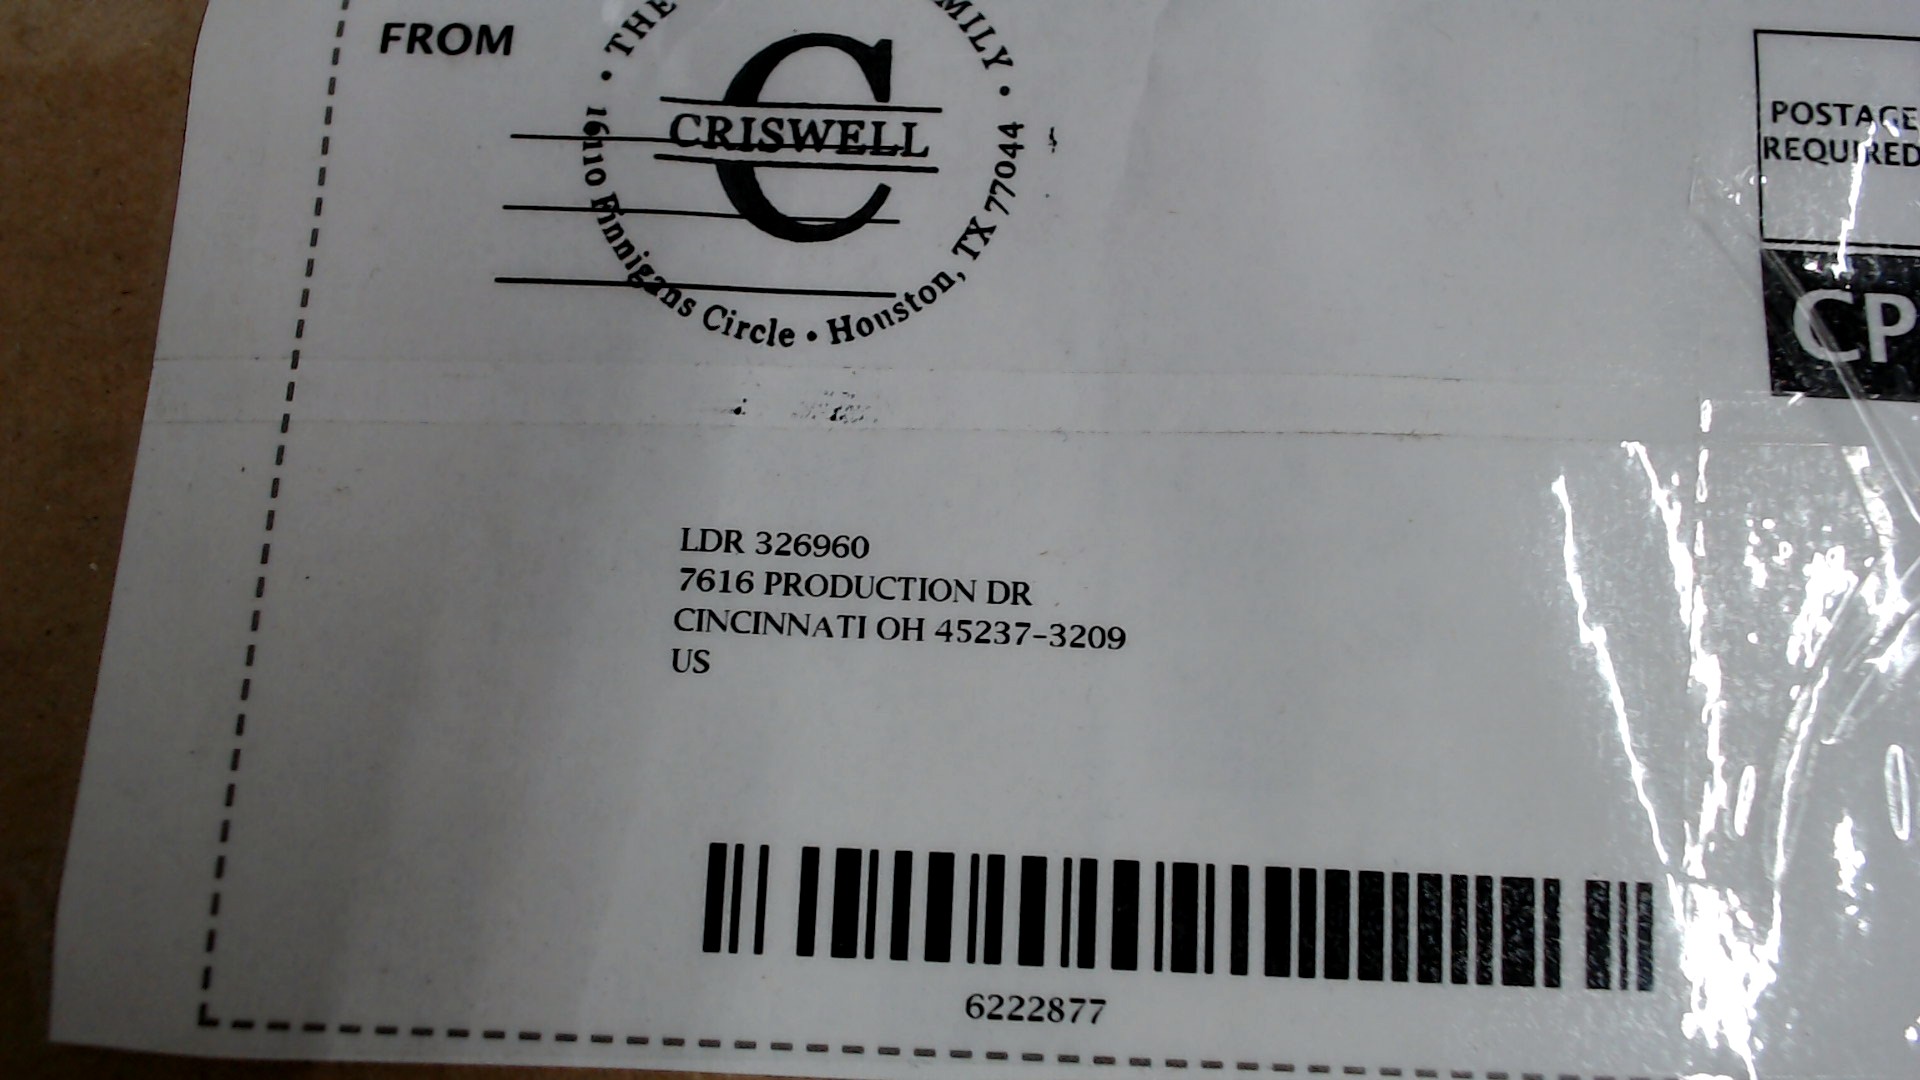 FROM
THE
MILY
C
CRISWELL
16110 Finnigans Circle • Houston, TX 77044
POSTAGE
REQUIRED
CP
LDR 326960
7616 PRODUCTION DR
CINCINNATI OH 45237-3209
US
6222877